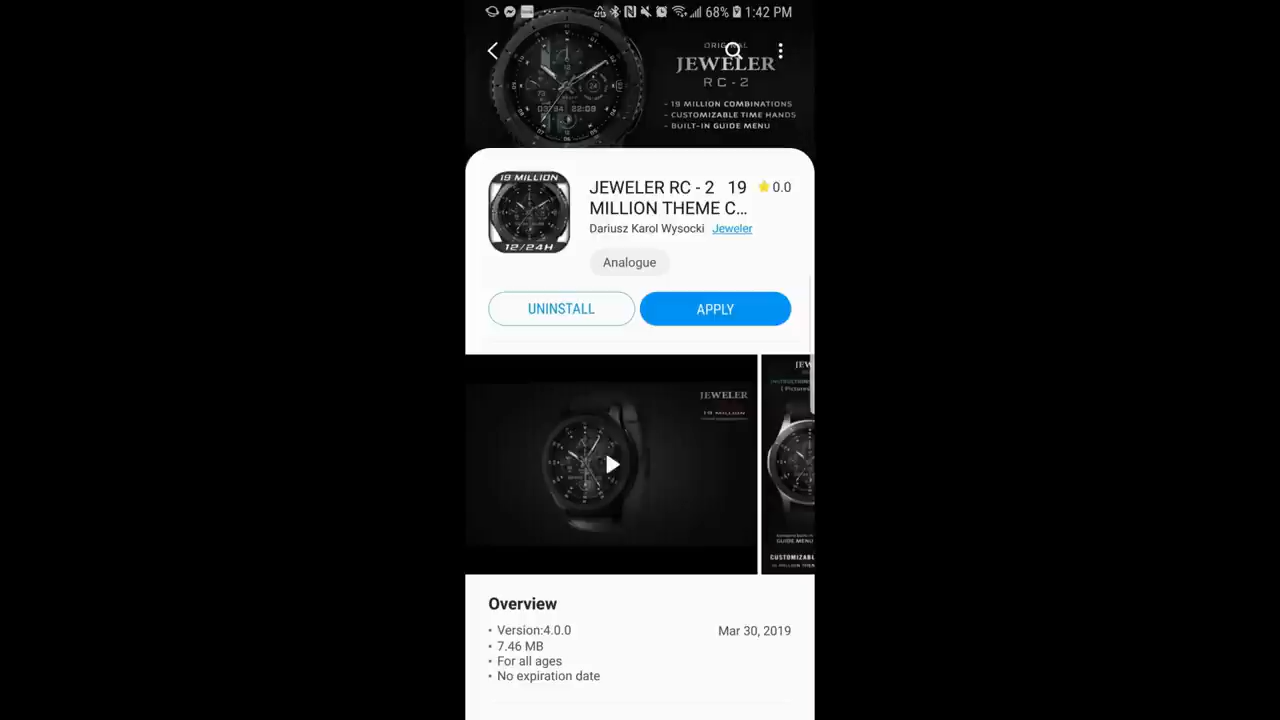 68% 1:42 PM
ORIGINAL
JEWELER
RC-2
- 19 MILLION COMBINATIONS
- CUSTOMIZABLE TIME HANDS
- BUILT-IN GUIDE MENU
19 MILLION
12/24H
JEWELER RC - 2 19
MILLION THEME C...
0.0
Dariusz Karol Wysocki Jeweler
Analogue
UNINSTALL
APPLY
JEWELER
19 MILLION
JEW
GUIDE MENU
CUSTOMIZABL
Overview
• Version:4.0.0
Mar 30, 2019
• 7.46 MB
• For all ages
• No expiration date